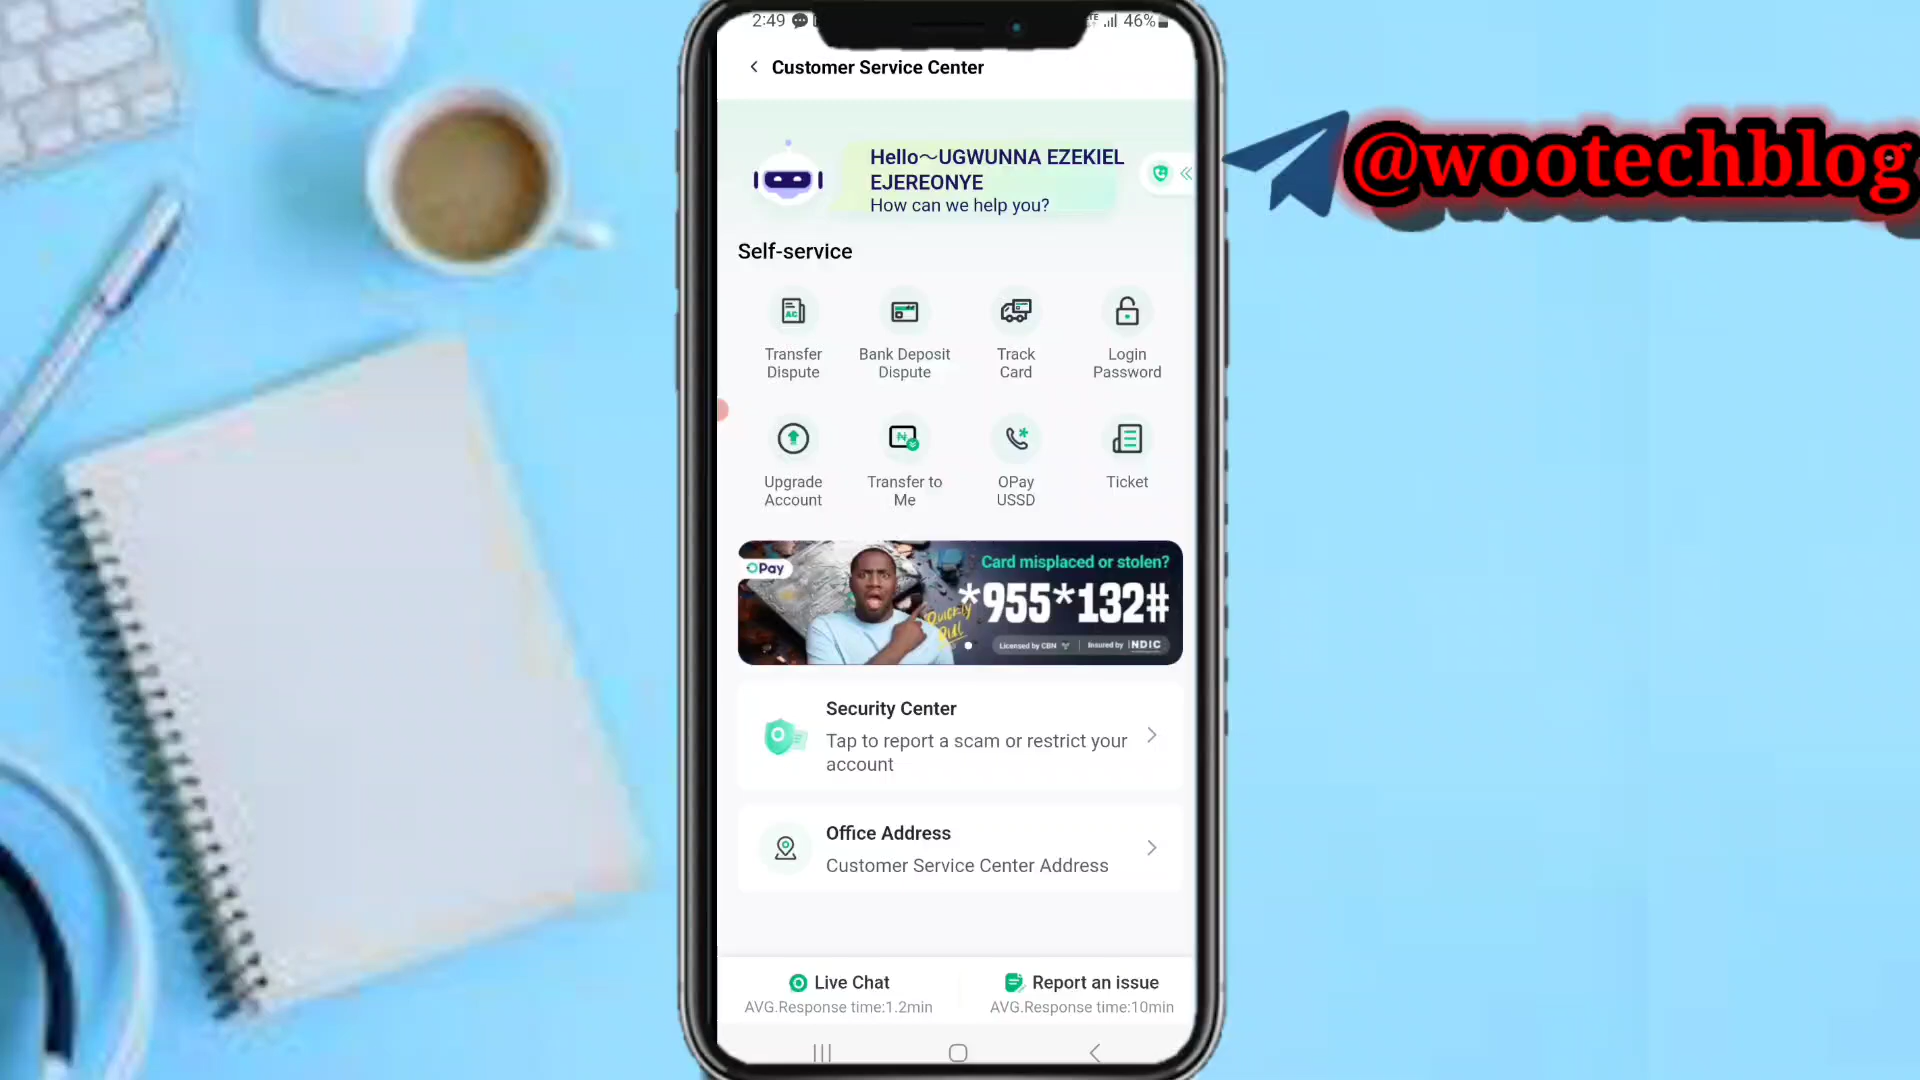 2:49
46%
Customer Service Center
Hello～UGWUNNA EZEKIEL
EJEREONYE
How can we help you?
@wootechblog
Self-service
Transfer
Dispute
Bank Deposit
Dispute
Track
Card
Login
Password
Upgrade
Account
Transfer to
Me
OPay
USSD
Ticket
OPay
Card misplaced or stolen?
*955*132#
Quickly
Dial
Licensed by CBN
Insured by NDIC
Security Center
Tap to report a scam or restrict your
account
Office Address
Customer Service Center Address
Live Chat
AVG.Response time:1.2min
Report an issue
AVG.Response time:10min